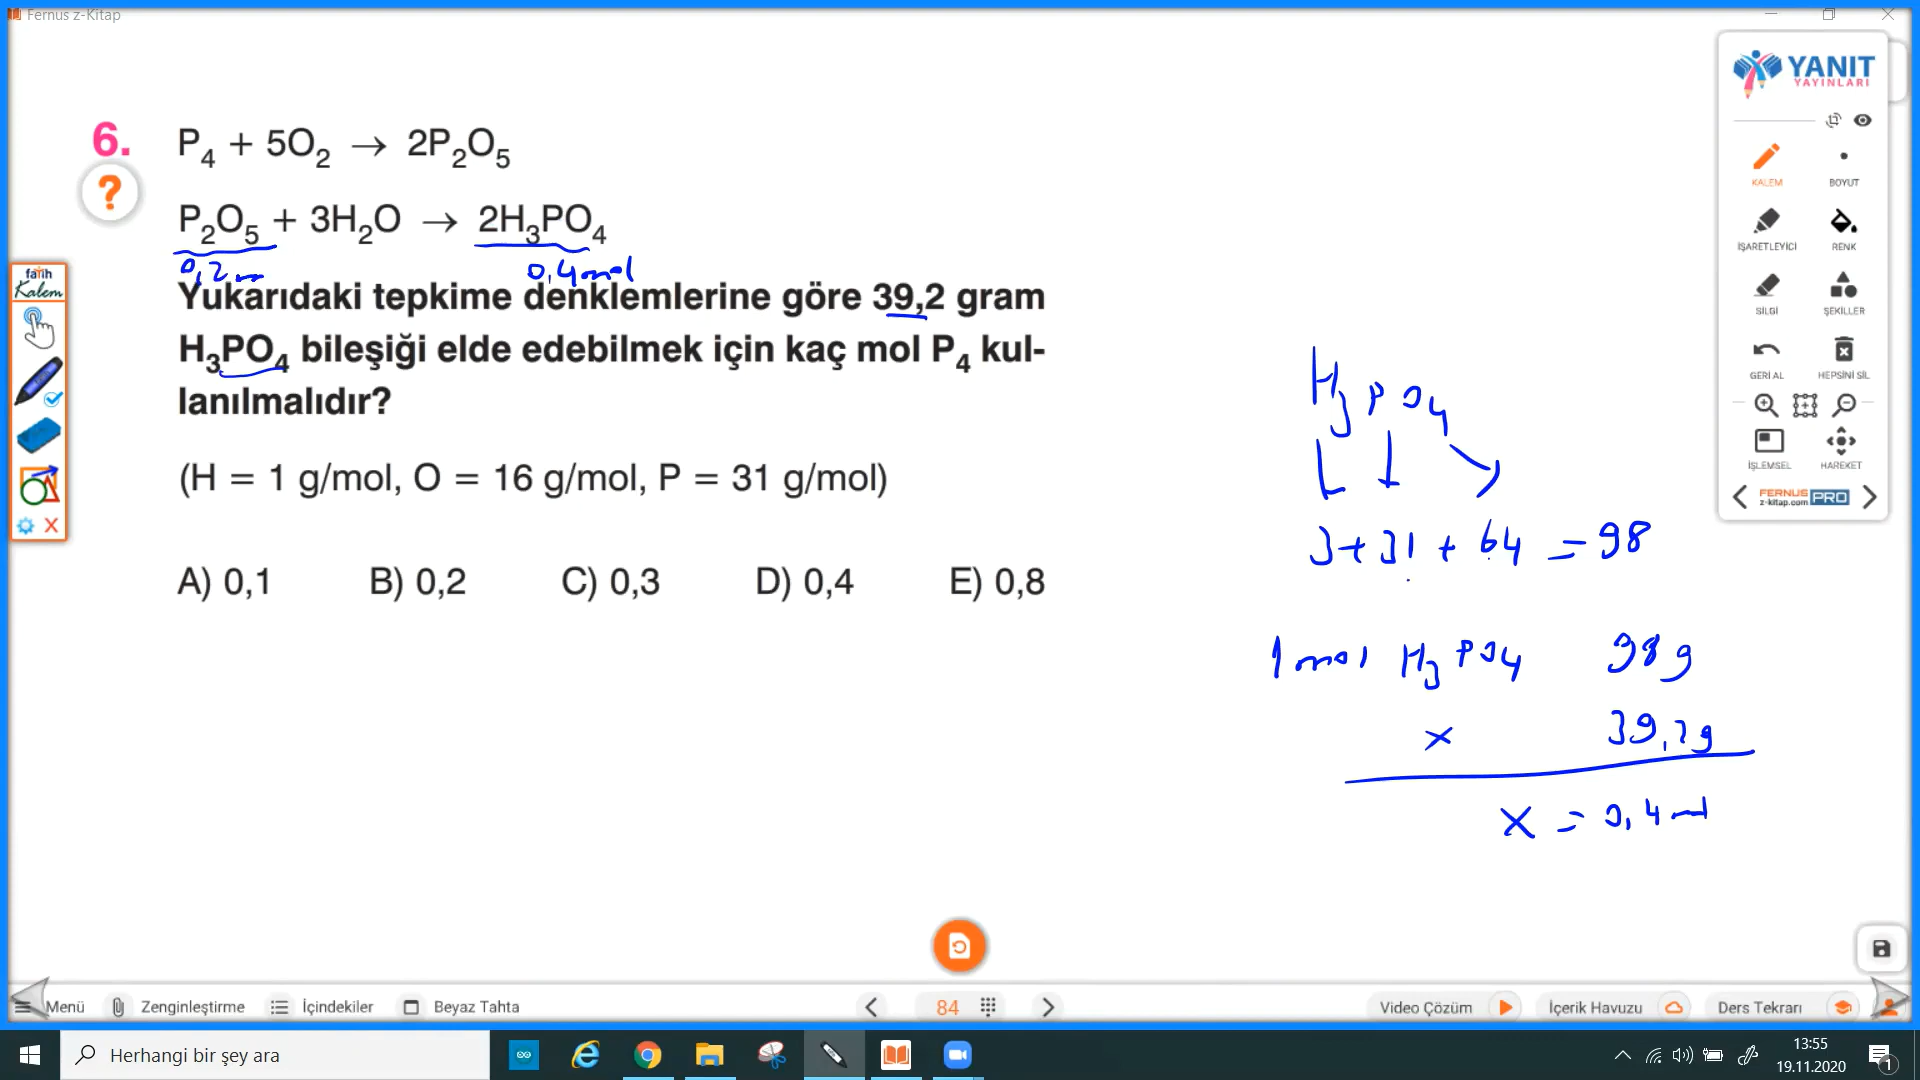 Fernus z-Kitap
6. P₄ + 5O₂ → 2P₂O₅
?
P₂O₅ + 3H₂O → 2H₃PO₄
0,2m 0,4mol
Yukarıdaki tepkime denklemlerine göre 39,2 gram
H₃PO₄ bileşiği elde edebilmek için kaç mol P₄ kul-
lanılmalıdır?
(H = 1 g/mol, O = 16 g/mol, P = 31 g/mol)
A) 0,1 B) 0,2 C) 0,3 D) 0,4 E) 0,8
H₃PO₄
3+31+64=98
1 mol H₃PO₄ 98g
x 39,2g
x = 0,4 mol
fatih
Kalem
YANIT
YAYINLARI
KALEM BOYUT
İŞARETLEYİCİ RENK
SİLGİ ŞEKİLLER
GERİ AL HEPSİNİ SİL
İŞLEMSEL HAREKET
FERNUS PRO
z-kitap.com
Menü Zenginleştirme İçindekiler Beyaz Tahta 84 Video Çözüm İçerik Havuzu Ders Tekrarı
Herhangi bir şey ara
13:55
19.11.2020
1